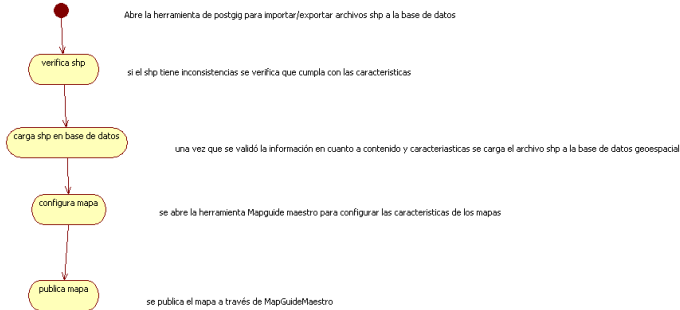 Abre la herramienta de postgig para importar/exportar archivos shp a la base de datos
verifica shp
si el shp tiene inconsistencias se verifica que cumpla con las caracteristicas
carga shp en base de datos
una vez que se validó la información en cuanto a contenido y caracteriasticas se carga el archivo shp a la base de datos geoespacial
configura mapa
se abre la herramienta Mapguide maestro para configurar las caracteristicas de los mapas
publica mapa
se publica el mapa a través de MapGuideMaestro